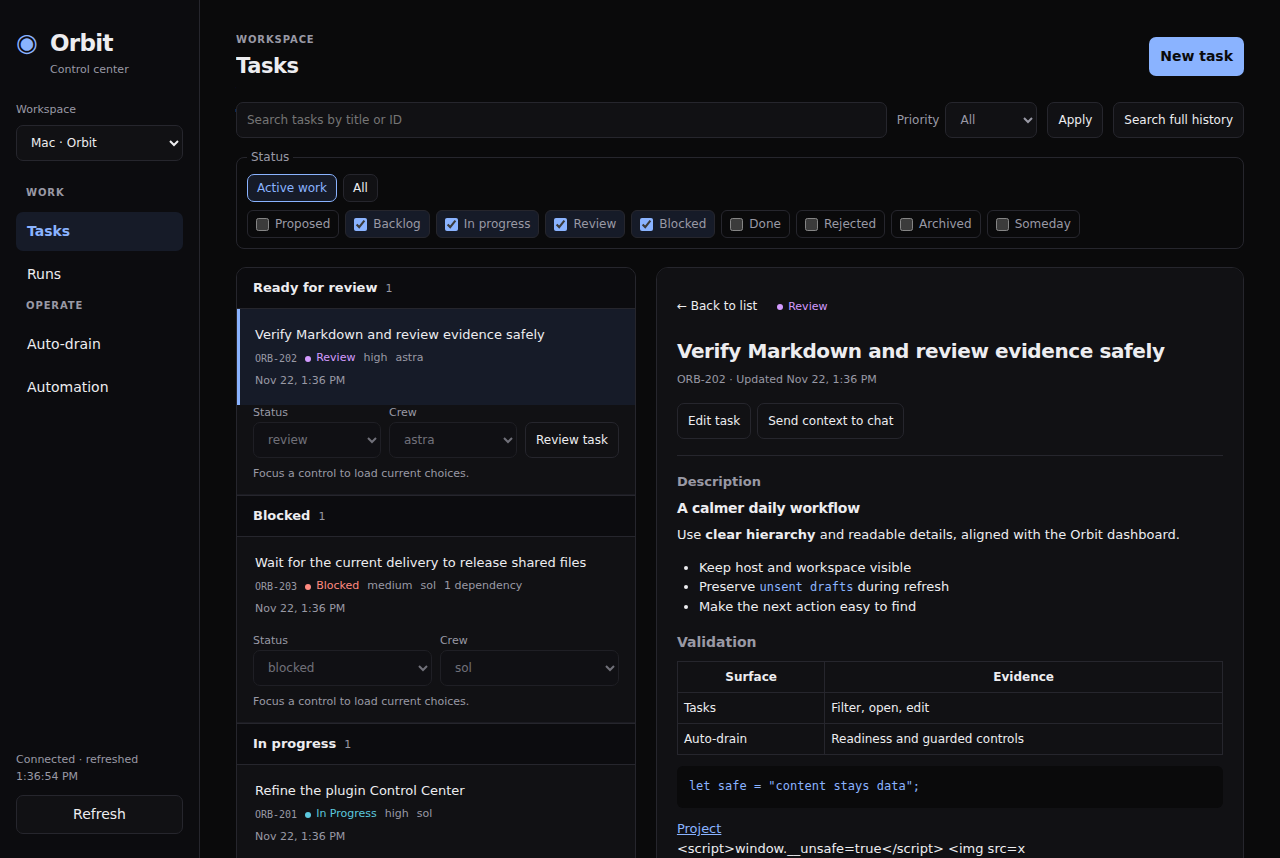 Orbit
Control center
Workspace
Mac · Orbit
WORK
Tasks
Runs
OPERATE
Auto-drain
Automation
Connected · refreshed
1:36:54 PM
Refresh
WORKSPACE
Tasks
New task
Search tasks by title or ID
Priority All Apply Search full history
Status
Active work All
Proposed Backlog In progress Review Blocked Done Rejected Archived Someday
Ready for review 1
Verify Markdown and review evidence safely
ORB-202 Review high astra
Nov 22, 1:36 PM
Status Crew
review astra Review task
Focus a control to load current choices.
Blocked 1
Wait for the current delivery to release shared files
ORB-203 Blocked medium sol 1 dependency
Nov 22, 1:36 PM
Status Crew
blocked sol
Focus a control to load current choices.
In progress 1
Refine the plugin Control Center
ORB-201 In Progress high sol
Nov 22, 1:36 PM
← Back to list Review
Verify Markdown and review evidence safely
ORB-202 · Updated Nov 22, 1:36 PM
Edit task Send context to chat
Description
A calmer daily workflow
Use clear hierarchy and readable details, aligned with the Orbit dashboard.
• Keep host and workspace visible
• Preserve unsent drafts during refresh
• Make the next action easy to find
Validation
Surface Evidence
Tasks Filter, open, edit
Auto-drain Readiness and guarded controls
let safe = "content stays data";
Project
<script>window.__unsafe=true</script> <img src=x